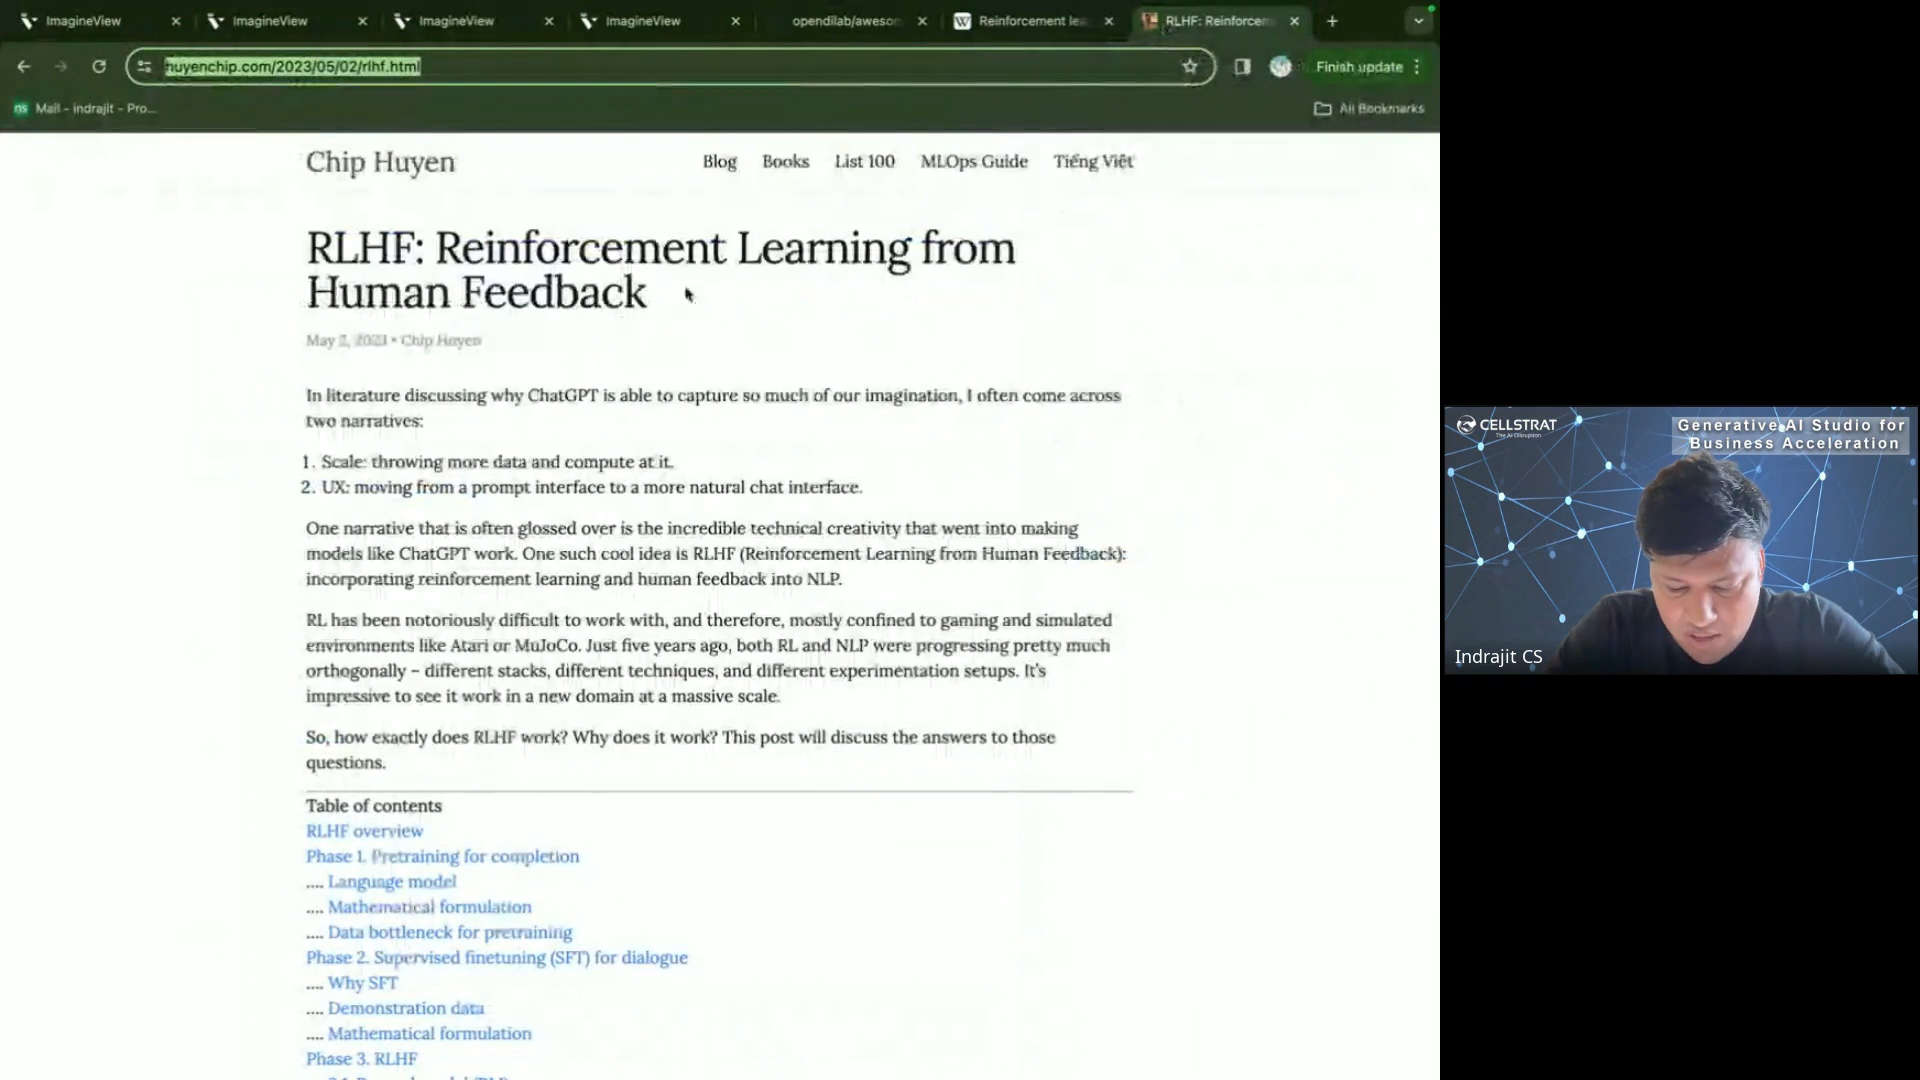 ImagineView
ImagineView
ImagineView
ImagineView
opendilab/aweson
Reinforcement lea
RLHF: Reinforcem
huyenchip.com/2023/05/02/rlhf.html
Finish update
ns Mail - indrajit - Pro...
All Bookmarks
Chip Huyen
Blog Books List 100 MLOps Guide Tiếng Việt
RLHF: Reinforcement Learning from
Human Feedback
May 2, 2023 • Chip Huyen
In literature discussing why ChatGPT is able to capture so much of our imagination, I often come across
two narratives:
1. Scale: throwing more data and compute at it.
2. UX: moving from a prompt interface to a more natural chat interface.
One narrative that is often glossed over is the incredible technical creativity that went into making
models like ChatGPT work. One such cool idea is RLHF (Reinforcement Learning from Human Feedback):
incorporating reinforcement learning and human feedback into NLP.
RL has been notoriously difficult to work with, and therefore, mostly confined to gaming and simulated
environments like Atari or MuJoCo. Just five years ago, both RL and NLP were progressing pretty much
orthogonally – different stacks, different techniques, and different experimentation setups. It's
impressive to see it work in a new domain at a massive scale.
So, how exactly does RLHF work? Why does it work? This post will discuss the answers to those
questions.
Table of contents
RLHF overview
Phase 1. Pretraining for completion
.... Language model
.... Mathematical formulation
.... Data bottleneck for pretraining
Phase 2. Supervised finetuning (SFT) for dialogue
.... Why SFT
.... Demonstration data
.... Mathematical formulation
Phase 3. RLHF
CELLSTRAT
The AI Disruption
Generative AI Studio for
Business Acceleration
Indrajit CS